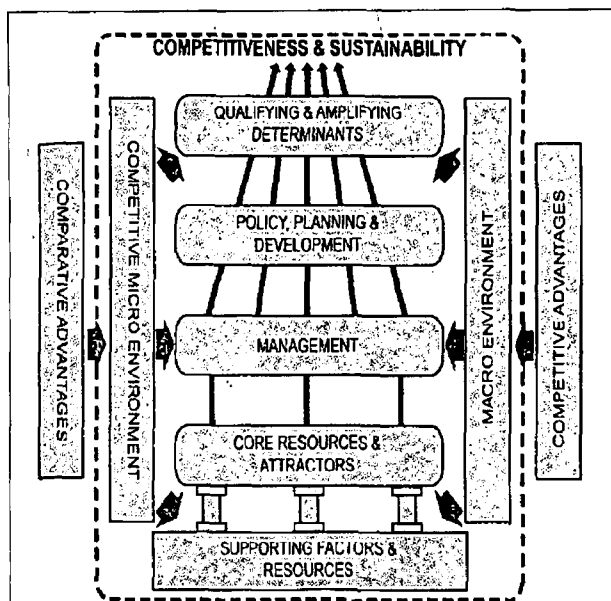 COMPETITIVENESS & SUSTAINABILITY
QUALIFYING & AMPLIFYING
DETERMINANTS
POLICY, PLANNING &
DEVELOPMENT
MANAGEMENT
CORE RESOURCES &
ATTRACTORS
SUPPORTING FACTORS &
RESOURCES
COMPARATIVE ADVANTAGES
COMPETITIVE MICRO ENVIRONMENT
MACRO ENVIRONMENT
COMPETITIVE ADVANTAGES